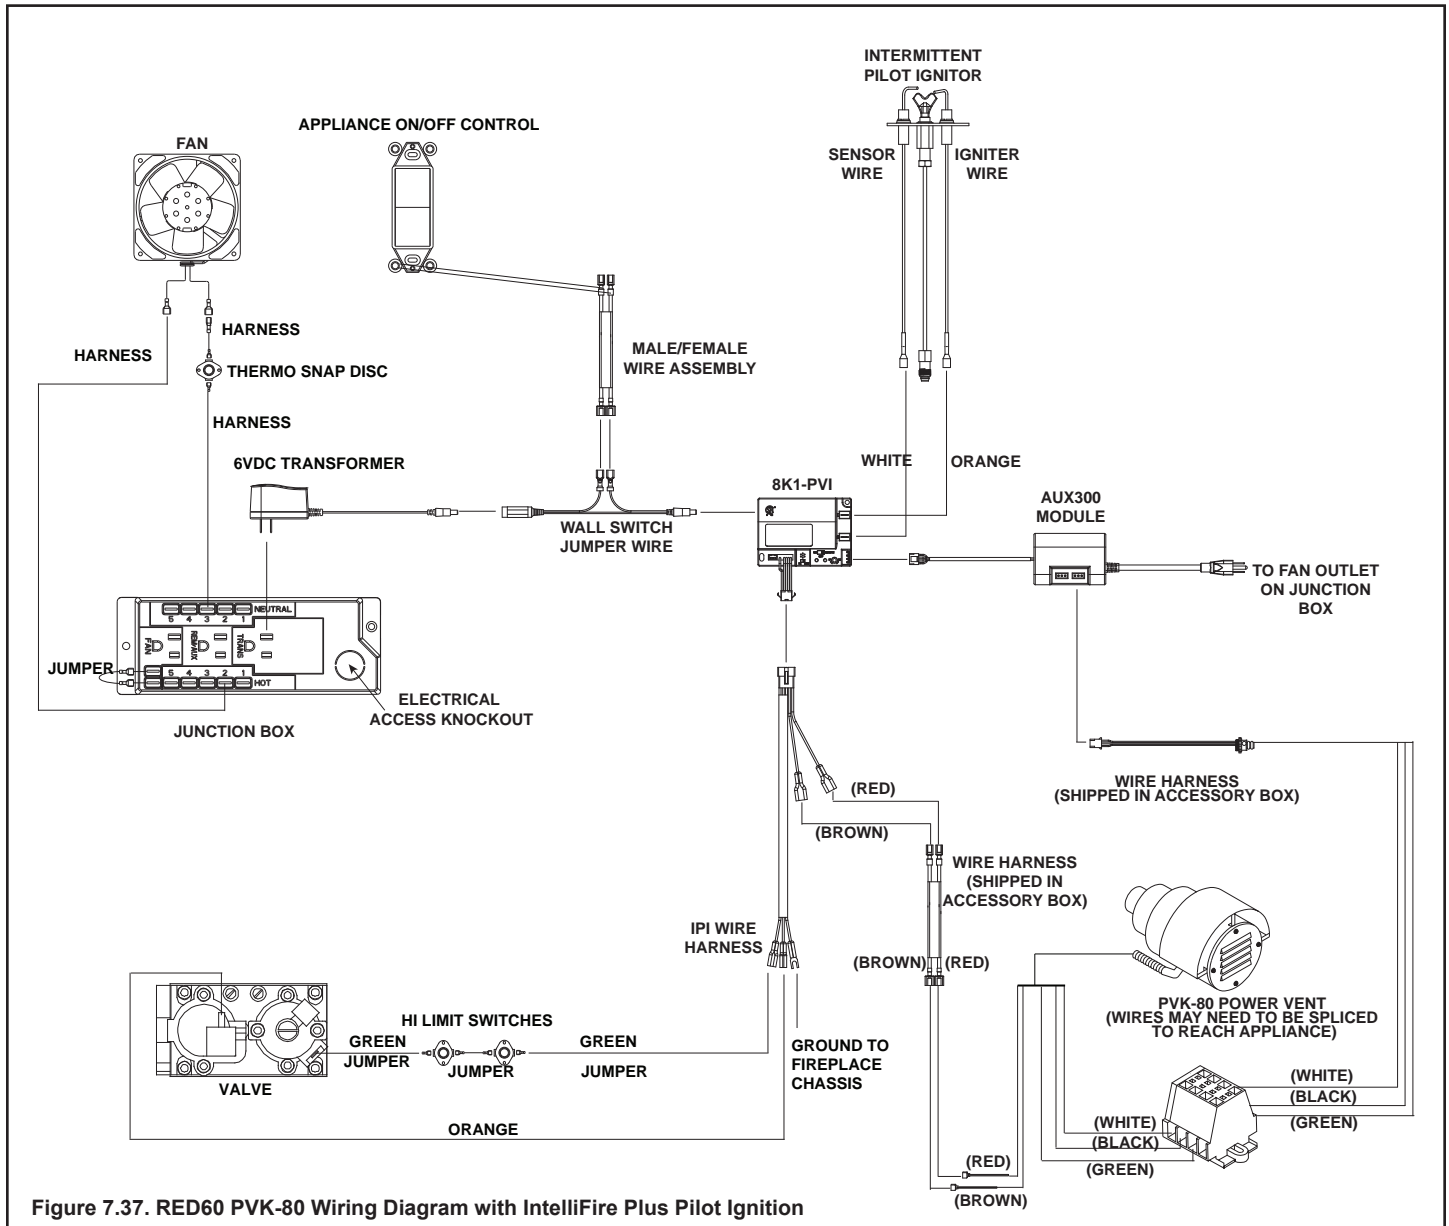 INTERMITTENT
PILOT IGNITOR
APPLIANCE ON/OFF CONTROL
FAN
SENSOR
WIRE
IGNITER
WIRE
HARNESS
HARNESS
THERMO SNAP DISC
MALE/FEMALE
WIRE ASSEMBLY
HARNESS
6VDC TRANSFORMER
WHITE
ORANGE
8K1-PVI
AUX300
MODULE
WALL SWITCH
JUMPER WIRE
TO FAN OUTLET
ON JUNCTION
BOX
5 4 3 2 1 NEUTRAL
FAN
REM/AUX
TRANS
JUMPER
5 4 3 2 1 HOT
ELECTRICAL
ACCESS KNOCKOUT
JUNCTION BOX
WIRE HARNESS
(SHIPPED IN ACCESSORY BOX)
(RED)
(BROWN)
WIRE HARNESS
(SHIPPED IN
ACCESSORY BOX)
IPI WIRE
HARNESS
(BROWN)
(RED)
PVK-80 POWER VENT
(WIRES MAY NEED TO BE SPLICED
TO REACH APPLIANCE)
HI LIMIT SWITCHES
GREEN
JUMPER
JUMPER
GREEN
JUMPER
GROUND TO
FIREPLACE
CHASSIS
VALVE
ORANGE
(WHITE)
(BLACK)
(GREEN)
(WHITE)
(BLACK)
(GREEN)
(RED)
(BROWN)
Figure 7.37. RED60 PVK-80 Wiring Diagram with IntelliFire Plus Pilot Ignition